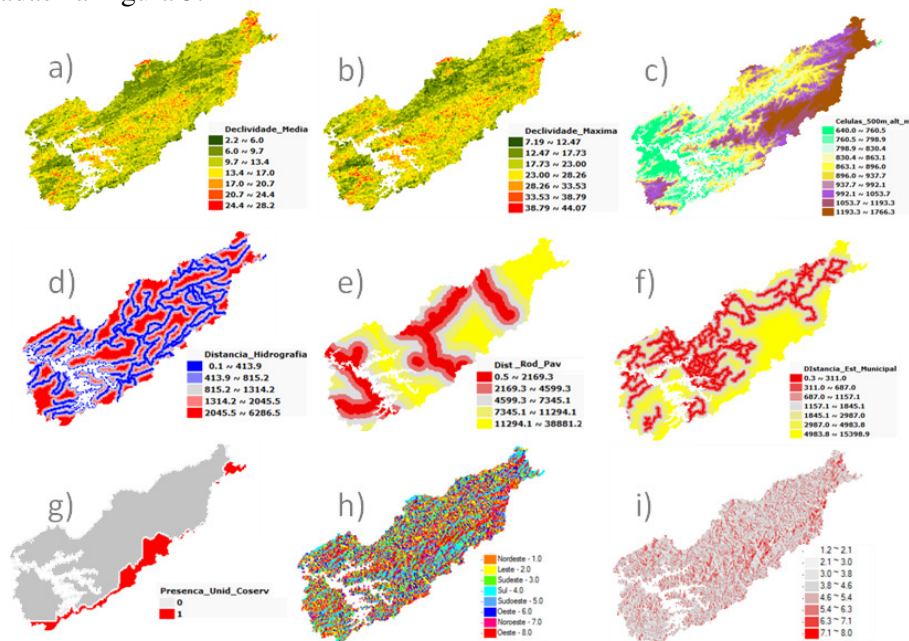 a)
Declividade_Media
2.2 ~ 6.0
6.0 ~ 9.7
9.7 ~ 13.4
13.4 ~ 17.0
17.0 ~ 20.7
20.7 ~ 24.4
24.4 ~ 28.2
b)
Declividade_Maxima
7.19 ~ 12.47
12.47 ~ 17.73
17.73 ~ 23.00
23.00 ~ 28.26
28.26 ~ 33.53
33.53 ~ 38.79
38.79 ~ 44.07
c)
Celulas_500m_alt_m
640.0 ~ 760.5
760.5 ~ 798.9
798.9 ~ 830.4
830.4 ~ 863.1
863.1 ~ 896.0
896.0 ~ 937.7
937.7 ~ 992.1
992.1 ~ 1053.7
1053.7 ~ 1193.3
1193.3 ~ 1766.3
d)
Distancia_Hidrografia
0.1 ~ 413.9
413.9 ~ 815.2
815.2 ~ 1314.2
1314.2 ~ 2045.5
2045.5 ~ 6286.5
e)
Dist_Rod_Pav
0.5 ~ 2169.3
2169.3 ~ 4599.3
4599.3 ~ 7345.1
7345.1 ~ 11294.1
11294.1 ~ 38881.2
f)
DIstancia_Est_Municipal
0.3 ~ 311.0
311.0 ~ 687.0
687.0 ~ 1157.1
1157.1 ~ 1845.1
1845.1 ~ 2987.0
2987.0 ~ 4983.8
4983.8 ~ 15398.9
g)
Presenca_Unid_Coserv
0
1
h)
Nordeste - 1.0
Leste - 2.0
Sudeste - 3.0
Sul - 4.0
Sudoeste - 5.0
Oeste - 6.0
Noroeste - 7.0
Oeste - 8.0
i)
1.2 ~ 2.1
2.1 ~ 3.0
3.0 ~ 3.8
3.8 ~ 4.6
4.6 ~ 5.4
5.4 ~ 6.3
6.3 ~ 7.1
7.1 ~ 8.0